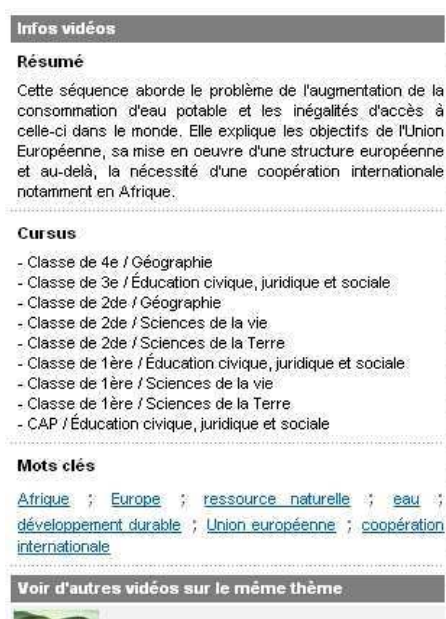 Infos vidéos
Résumé
Cette séquence aborde le problème de l'augmentation de la
consommation d'eau potable et les inégalités d'accès à
celle-ci dans le monde. Elle explique les objectifs de l'Union
Européenne, sa mise en oeuvre d'une structure européenne
et au-delà, la nécessité d'une coopération internationale
notamment en Afrique.
Cursus
- Classe de 4e / Géographie
- Classe de 3e / Éducation civique, juridique et sociale
- Classe de 2de / Géographie
- Classe de 2de / Sciences de la vie
- Classe de 2de / Sciences de la Terre
- Classe de 1ère / Éducation civique, juridique et sociale
- Classe de 1ère / Sciences de la vie
- Classe de 1ère / Sciences de la Terre
- CAP / Éducation civique, juridique et sociale
Mots clés
Afrique ; Europe ; ressource naturelle ; eau ;
développement durable ; Union européenne ; coopération
internationale
Voir d'autres vidéos sur le même thème